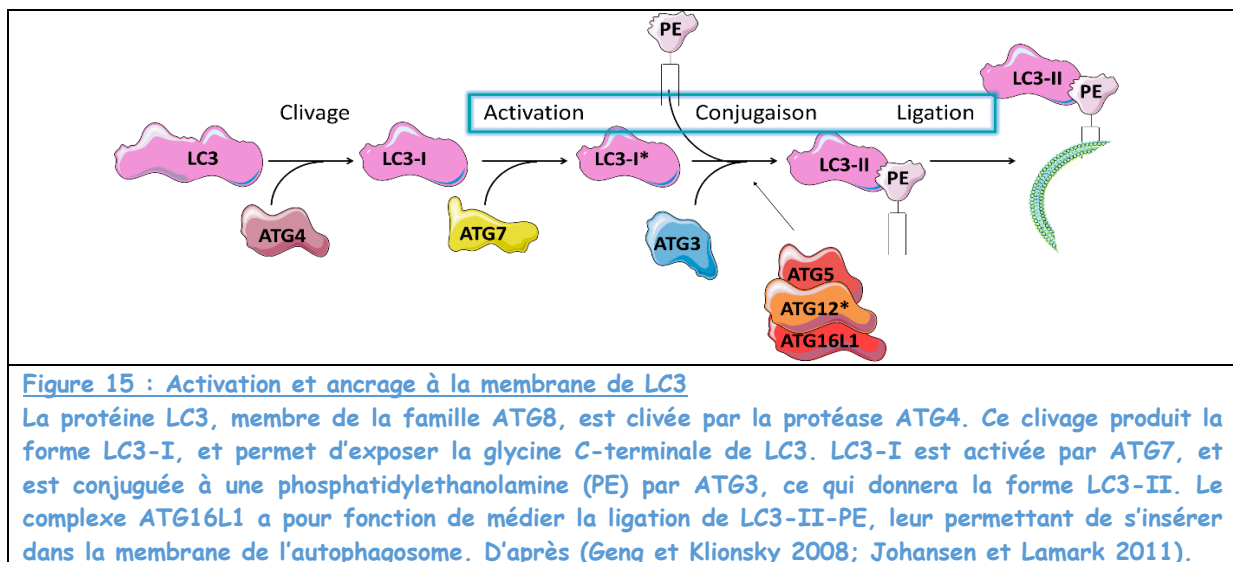 PE
LC3-II
PE
Clivage Activation Conjugaison Ligation
LC3 LC3-I LC3-I* LC3-II
PE
ATG4 ATG7 ATG3
ATG5
ATG12*
ATG16L1
Figure 15 : Activation et ancrage à la membrane de LC3
La protéine LC3, membre de la famille ATG8, est clivée par la protéase ATG4. Ce clivage produit la
forme LC3-I, et permet d’exposer la glycine C-terminale de LC3. LC3-I est activée par ATG7, et
est conjuguée à une phosphatidylethanolamine (PE) par ATG3, ce qui donnera la forme LC3-II. Le
complexe ATG16L1 a pour fonction de médier la ligation de LC3-II-PE, leur permettant de s’insérer
dans la membrane de l’autophagosome. D’après (Geng et Klionsky 2008; Johansen et Lamark 2011).